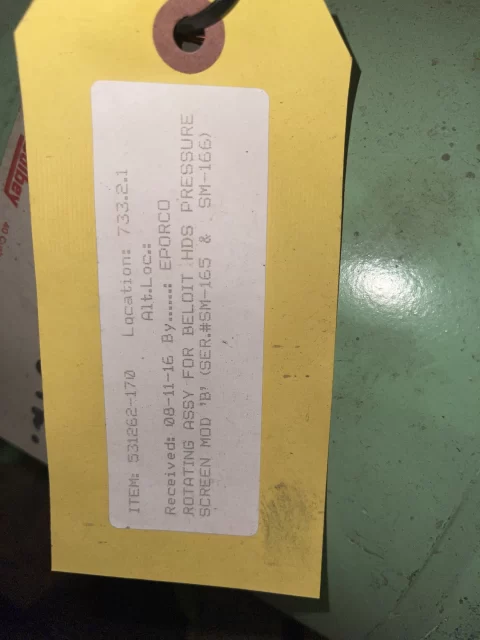 ITEM: 531262-170 . Location: 733.2.1
Alt.Loc.:
Received: 08-11-16 By......: EPORCO
ROTATING ASSY FOR BELOIT HDS PRESSURE
SCREEN MOD 'B' (SER.#SM-165 & SM-166)